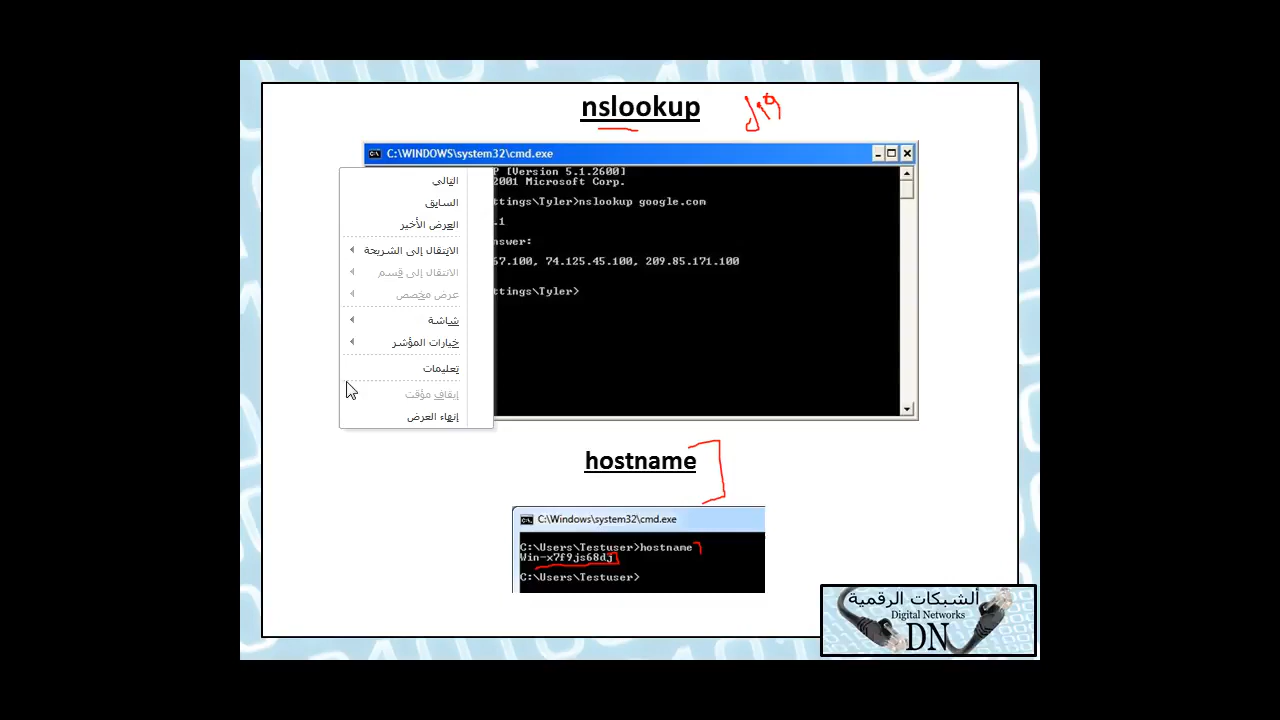 nslookup
C:\WINDOWS\system32\cmd.exe
P [Version 5.1.2600]
2001 Microsoft Corp.
ttings\Tyler>nslookup google.com
.1
nswer:
67.100, 74.125.45.100, 209.85.171.100
ttings\Tyler>
التالي
السابق
العرض الأخير
الانتقال إلى الشريحة
الانتقال إلى قسم
عرض مخصص
شاشة
خيارات المؤشر
تعليمات
إيقاف مؤقت
إنهاء العرض
hostname
C:\Windows\system32\cmd.exe
C:\Users\Testuser>hostname
Win-x7f9js68dj
C:\Users\Testuser>
ألشبكات الرقمية
Digital Networks
DN